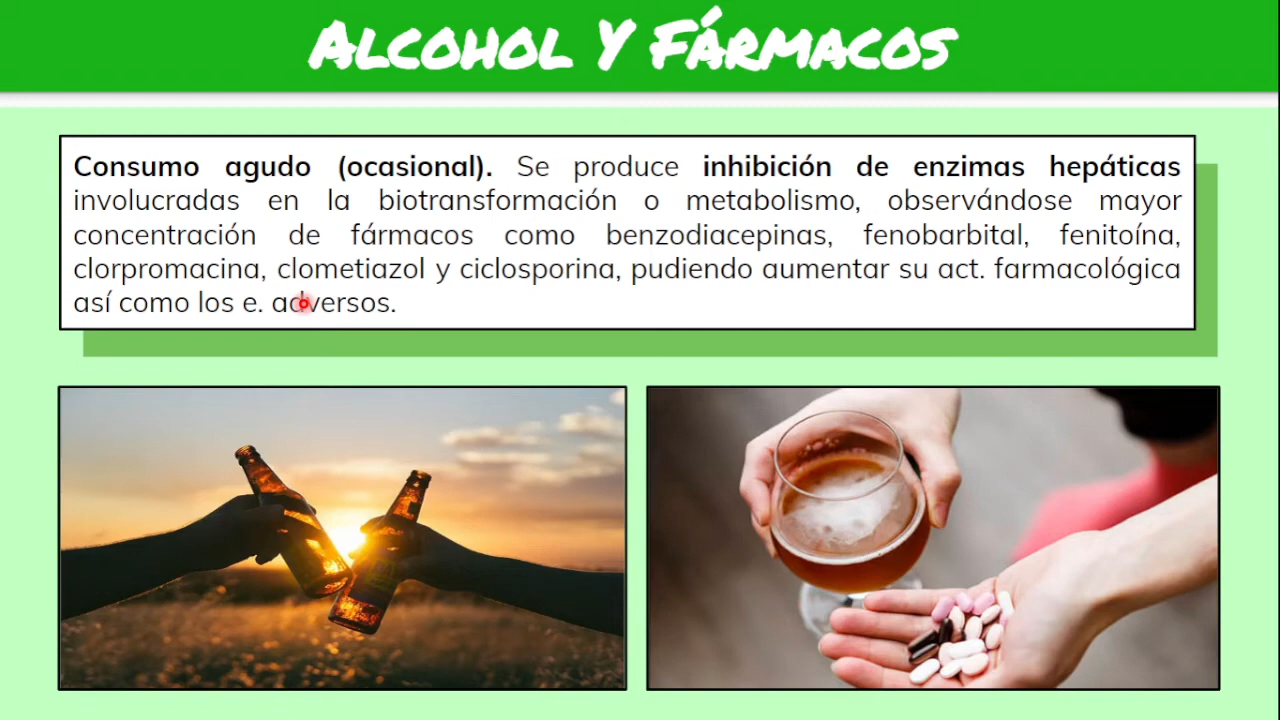 Alcohol Y Fármacos
Consumo agudo (ocasional). Se produce inhibición de enzimas hepáticas
involucradas en la biotransformación o metabolismo, observándose mayor
concentración de fármacos como benzodiacepinas, fenobarbital, fenitoína,
clorpromacina, clometiazol y ciclosporina, pudiendo aumentar su act. farmacológica
así como los e. adversos.